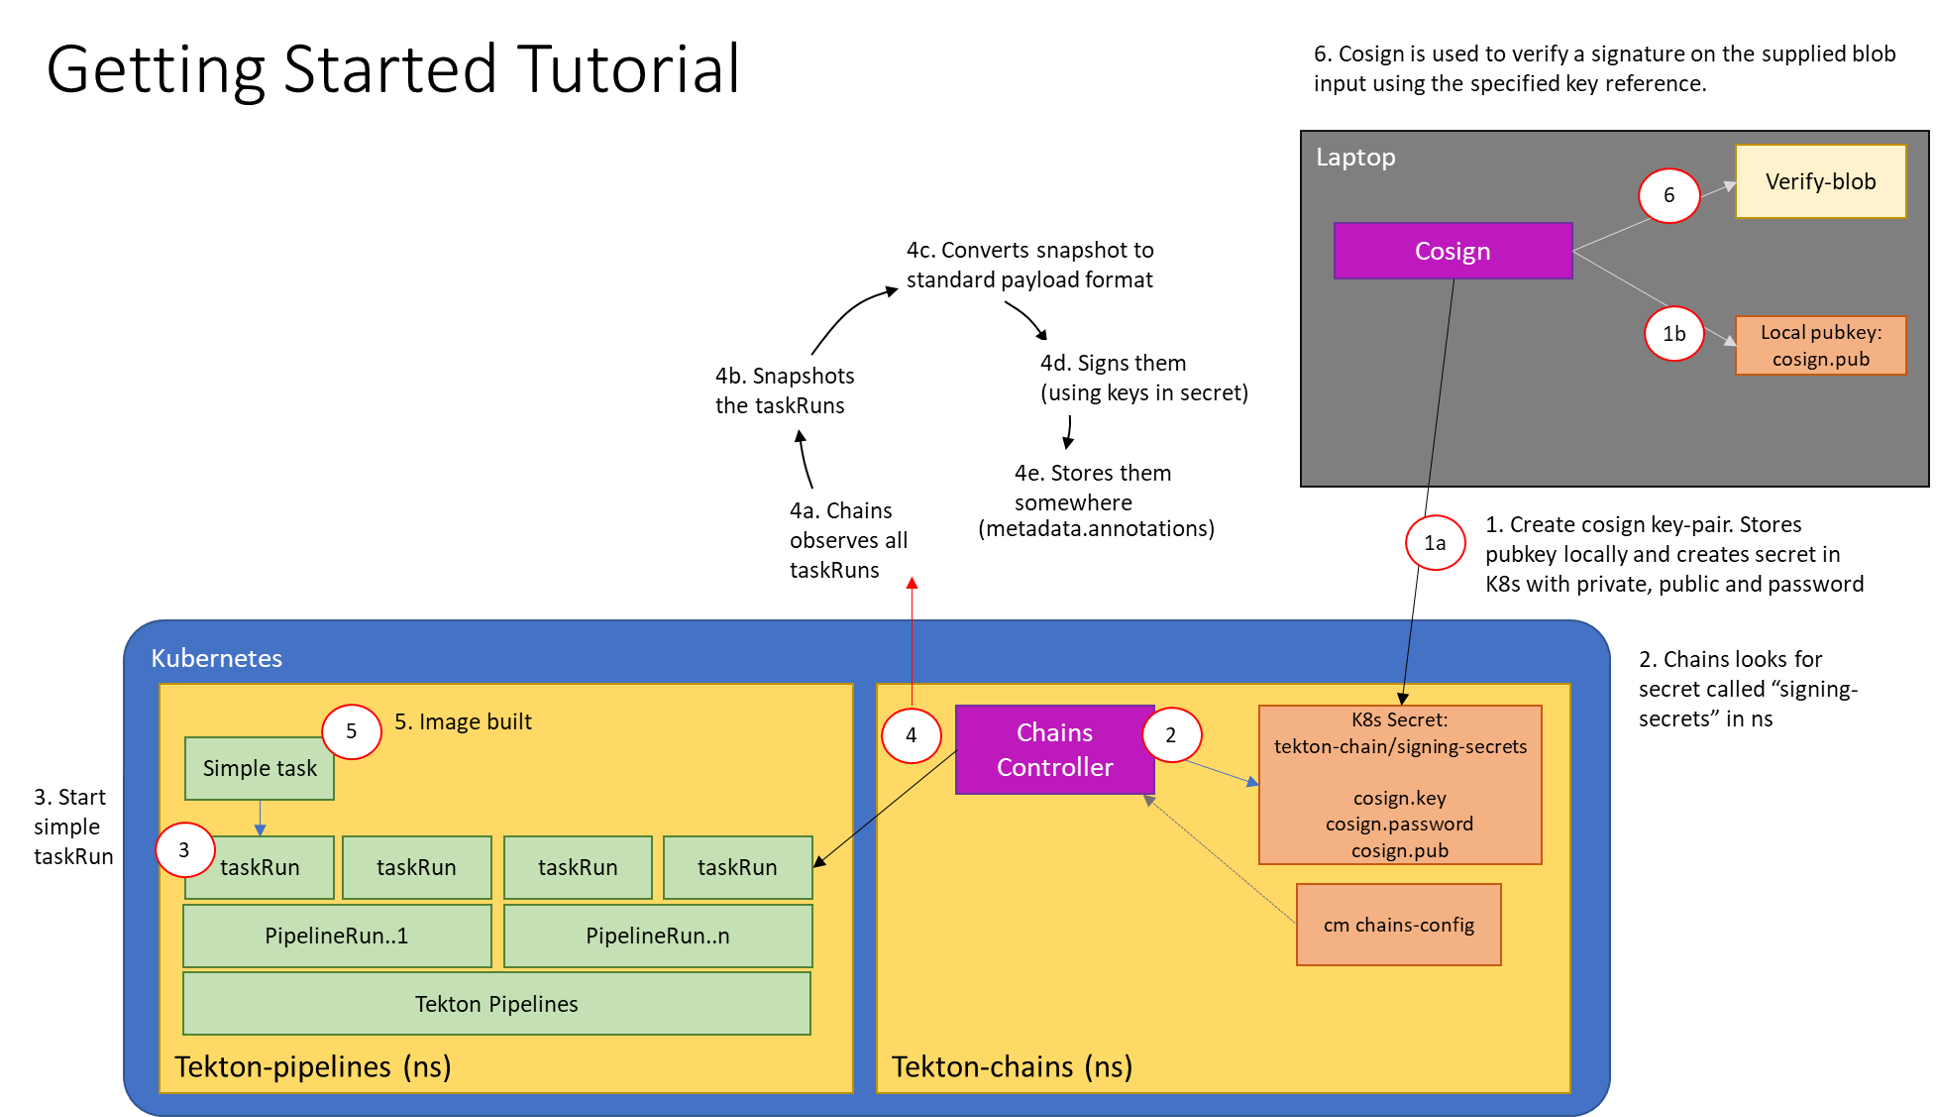 Getting Started Tutorial
6. Cosign is used to verify a signature on the supplied blob
input using the specified key reference.
Laptop
6
Verify-blob
Cosign
1b
Local pubkey:
cosign.pub
4c. Converts snapshot to
standard payload format
4b. Snapshots
the taskRuns
4d. Signs them
(using keys in secret)
4a. Chains
observes all
taskRuns
4e. Stores them
somewhere
(metadata.annotations)
1a
1. Create cosign key-pair. Stores
pubkey locally and creates secret in
K8s with private, public and password
Kubernetes
2. Chains looks for
secret called “signing-
secrets” in ns
5
5. Image built
Simple task
3. Start
simple
taskRun
3
taskRun
taskRun
taskRun
taskRun
PipelineRun..1
PipelineRun..n
Tekton Pipelines
Tekton-pipelines (ns)
4
Chains
Controller
2
K8s Secret:
tekton-chain/signing-secrets
cosign.key
cosign.password
cosign.pub
cm chains-config
Tekton-chains (ns)